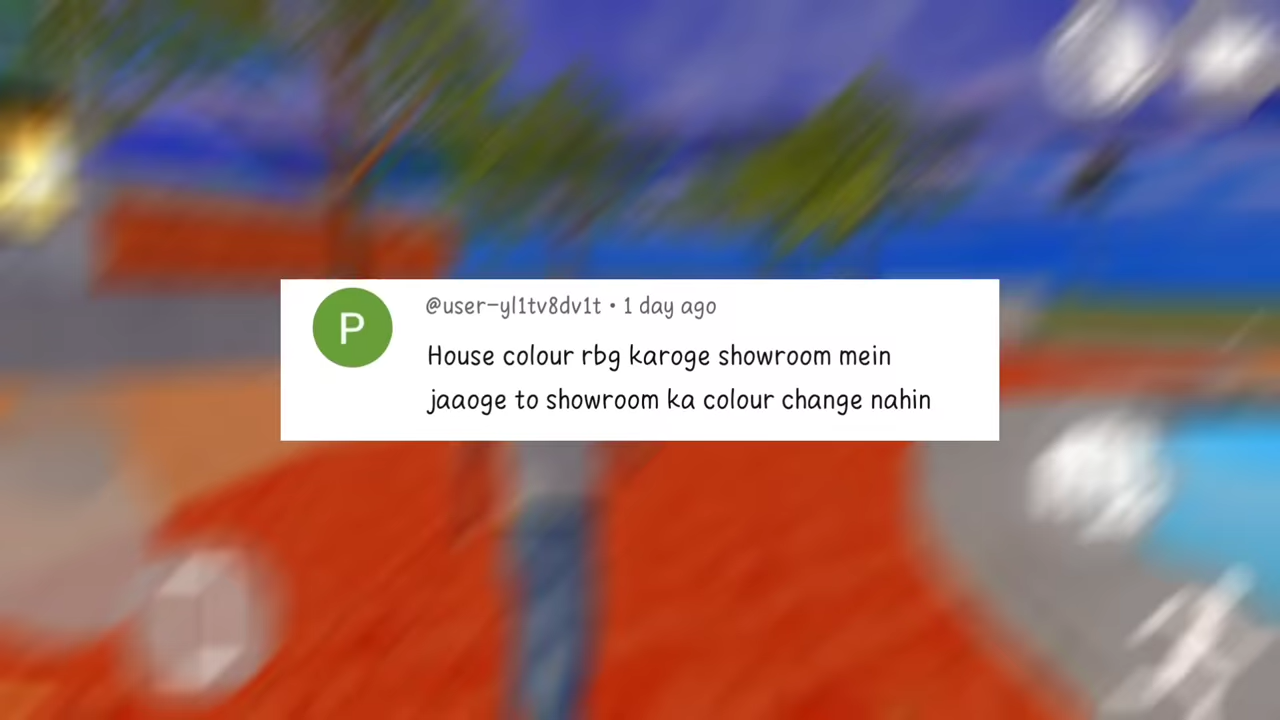 P
@user-yl1tv8dv1t • 1 day ago
House colour rbg karoge showroom mein
jaaoge to showroom ka colour change nahin